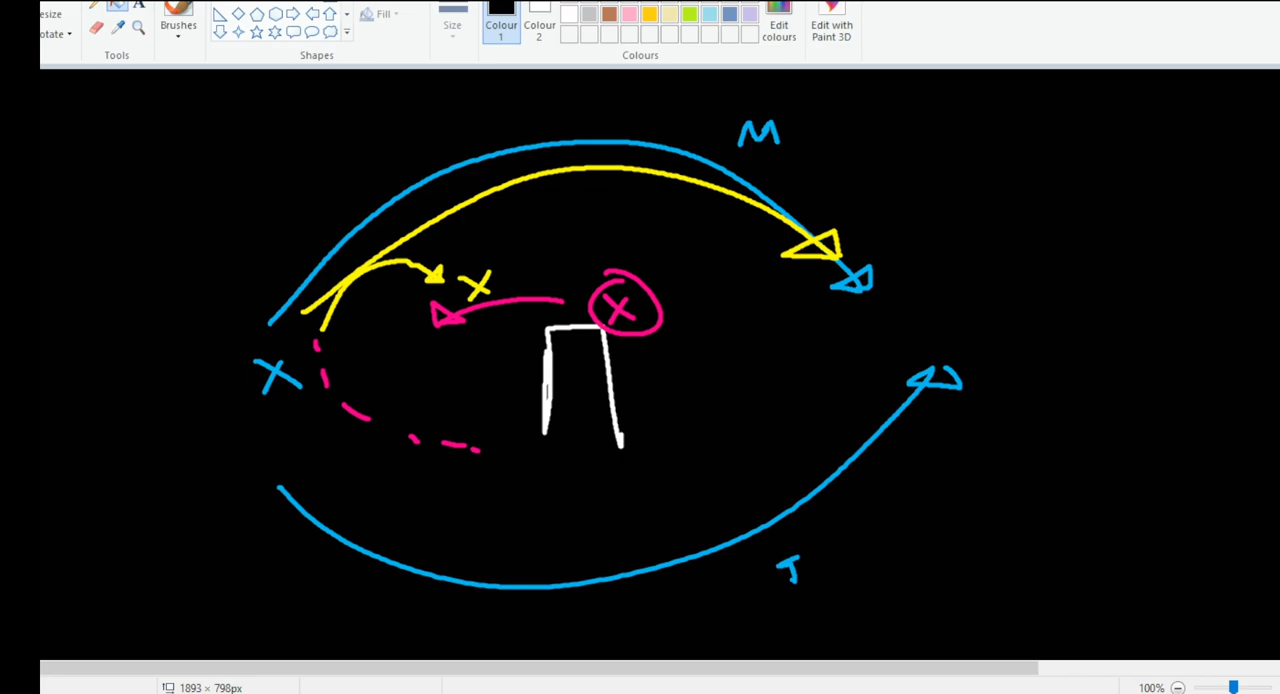 esize
otate
A
Tools
Brushes
Shapes
Fill
Size
Colour
1
Colour
2
Edit
colours
Edit with
Paint 3D
Colours
M
X
X
X
J
1893 × 798px
100%